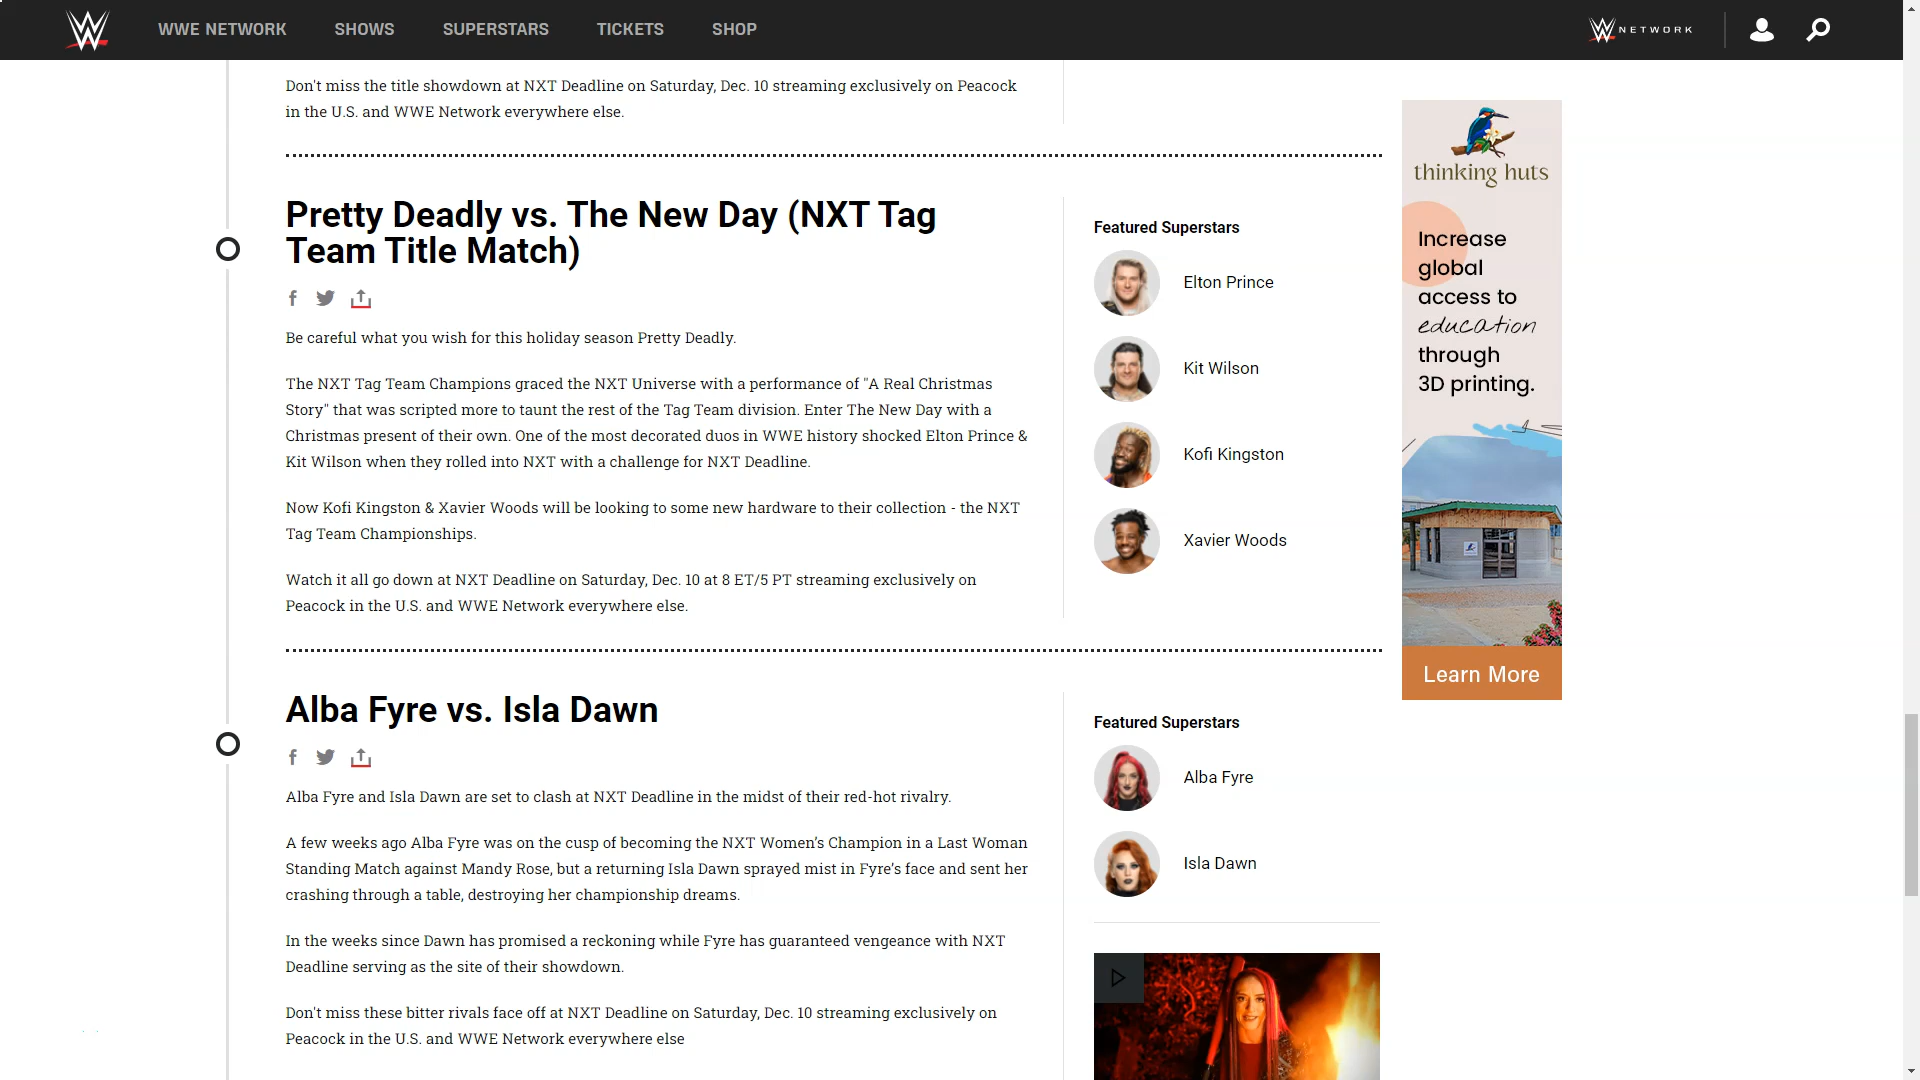 WWE NETWORK SHOWS SUPERSTARS TICKETS SHOP NETWORK
Don't miss the title showdown at NXT Deadline on Saturday, Dec. 10 streaming exclusively on Peacock
in the U.S. and WWE Network everywhere else.
Pretty Deadly vs. The New Day (NXT Tag
Team Title Match)
Be careful what you wish for this holiday season Pretty Deadly.
The NXT Tag Team Champions graced the NXT Universe with a performance of "A Real Christmas
Story" that was scripted more to taunt the rest of the Tag Team division. Enter The New Day with a
Christmas present of their own. One of the most decorated duos in WWE history shocked Elton Prince &
Kit Wilson when they rolled into NXT with a challenge for NXT Deadline.
Now Kofi Kingston & Xavier Woods will be looking to some new hardware to their collection - the NXT
Tag Team Championships.
Watch it all go down at NXT Deadline on Saturday, Dec. 10 at 8 ET/5 PT streaming exclusively on
Peacock in the U.S. and WWE Network everywhere else.
Featured Superstars
Elton Prince
Kit Wilson
Kofi Kingston
Xavier Woods
Alba Fyre vs. Isla Dawn
Alba Fyre and Isla Dawn are set to clash at NXT Deadline in the midst of their red-hot rivalry.
A few weeks ago Alba Fyre was on the cusp of becoming the NXT Women’s Champion in a Last Woman
Standing Match against Mandy Rose, but a returning Isla Dawn sprayed mist in Fyre’s face and sent her
crashing through a table, destroying her championship dreams.
In the weeks since Dawn has promised a reckoning while Fyre has guaranteed vengeance with NXT
Deadline serving as the site of their showdown.
Don't miss these bitter rivals face off at NXT Deadline on Saturday, Dec. 10 streaming exclusively on
Peacock in the U.S. and WWE Network everywhere else
Featured Superstars
Alba Fyre
Isla Dawn
thinking huts
Increase
global
access to
education
through
3D printing.
Learn More